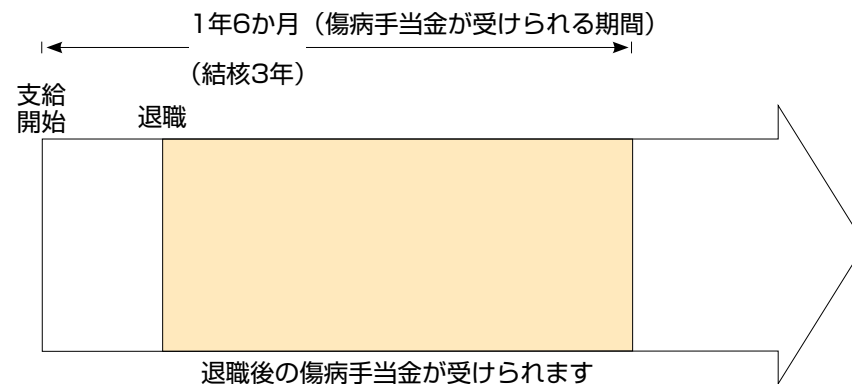 1年6か月（傷病手当金が受けられる期間）
（結核3年）
支給
開始
退職
退職後の傷病手当金が受けられます